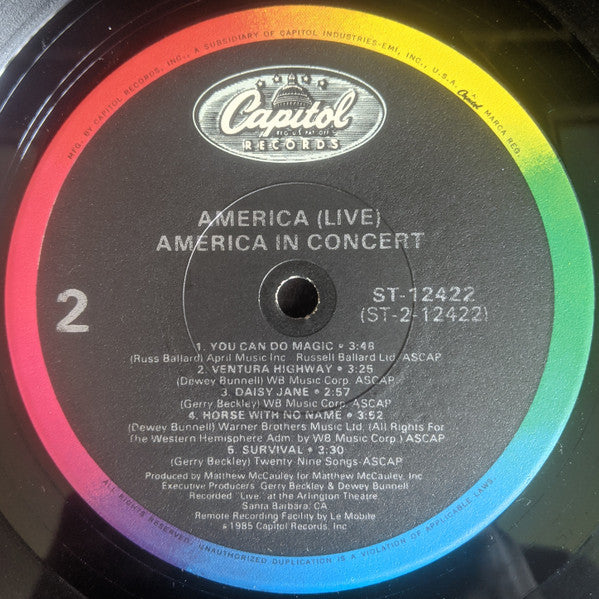 MFG. BY CAPITOL RECORDS, INC., A SUBSIDIARY OF CAPITOL INDUSTRIES-EMI, INC., U.S.A. Capitol MARCA REG.
Capitol
RECORDS
AMERICA (LIVE)
AMERICA IN CONCERT
2
ST-12422
(ST-2-12422)
1. YOU CAN DO MAGIC • 3:48
(Russ Ballard) April Music Inc Russell Ballard Ltd. ASCAP
2. VENTURA HIGHWAY • 3:25
(Dewey Bunnell) WB Music Corp. ASCAP
3. DAISY JANE • 2:57
(Gerry Beckley) WB Music Corp. ASCAP
4. HORSE WITH NO NAME • 3:52
(Dewey Bunnell) Warner Brothers Music Ltd. (All Rights For
The Western Hemisphere Adm. by WB Music Corp.) ASCAP
5. SURVIVAL • 3:30
(Gerry Beckley) Twenty-Nine Songs-ASCAP
Produced by Matthew McCauley for Matthew McCauley, Inc
Executive Producers Gerry Beckley & Dewey Bunnell
Recorded "Live" at the Arlington Theatre
Santa Barbara, CA
Remote Recording Facility by Le Mobile
℗1985 Capitol Records, Inc
ALL RIGHTS RESERVED. UNAUTHORIZED DUPLICATION IS A VIOLATION OF APPLICABLE LAWS.